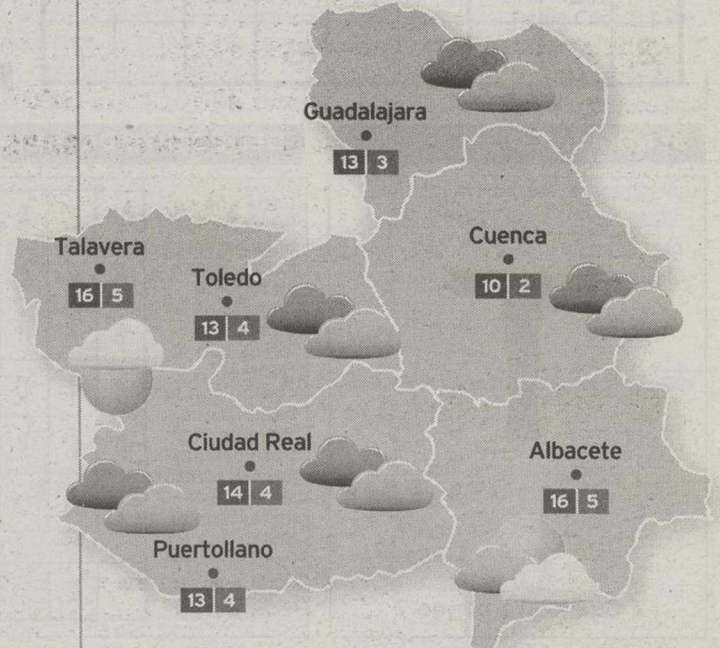 Guadalajara
13 3
Cuenca
10 2
Talavera
16 5
Toledo
13 4
Ciudad Real
14 4
Albacete
16 5
Puertollano
13 4